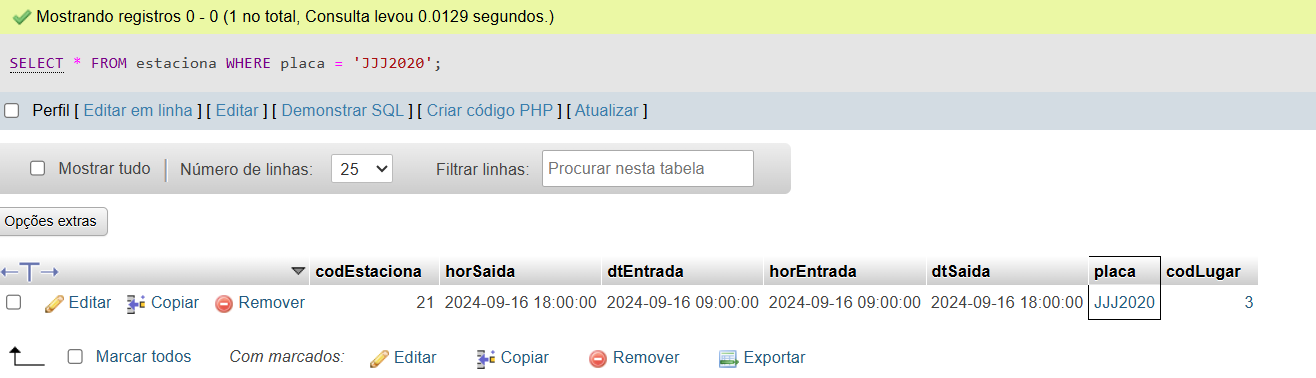 Mostrando registros 0 - 0 (1 no total, Consulta levou 0.0129 segundos.)
SELECT * FROM estaciona WHERE placa = 'JJJ2020';
Perfil [ Editar em linha ] [ Editar ] [ Demonstrar SQL ] [ Criar código PHP ] [ Atualizar ]
Mostrar tudo Número de linhas: 25 Filtrar linhas: Procurar nesta tabela
Opções extras
codEstaciona horSaida dtEntrada horEntrada dtSaida placa codLugar
Editar Copiar Remover 21 2024-09-16 18:00:00 2024-09-16 09:00:00 2024-09-16 09:00:00 2024-09-16 18:00:00 JJJ2020 3
Marcar todos Com marcados: Editar Copiar Remover Exportar